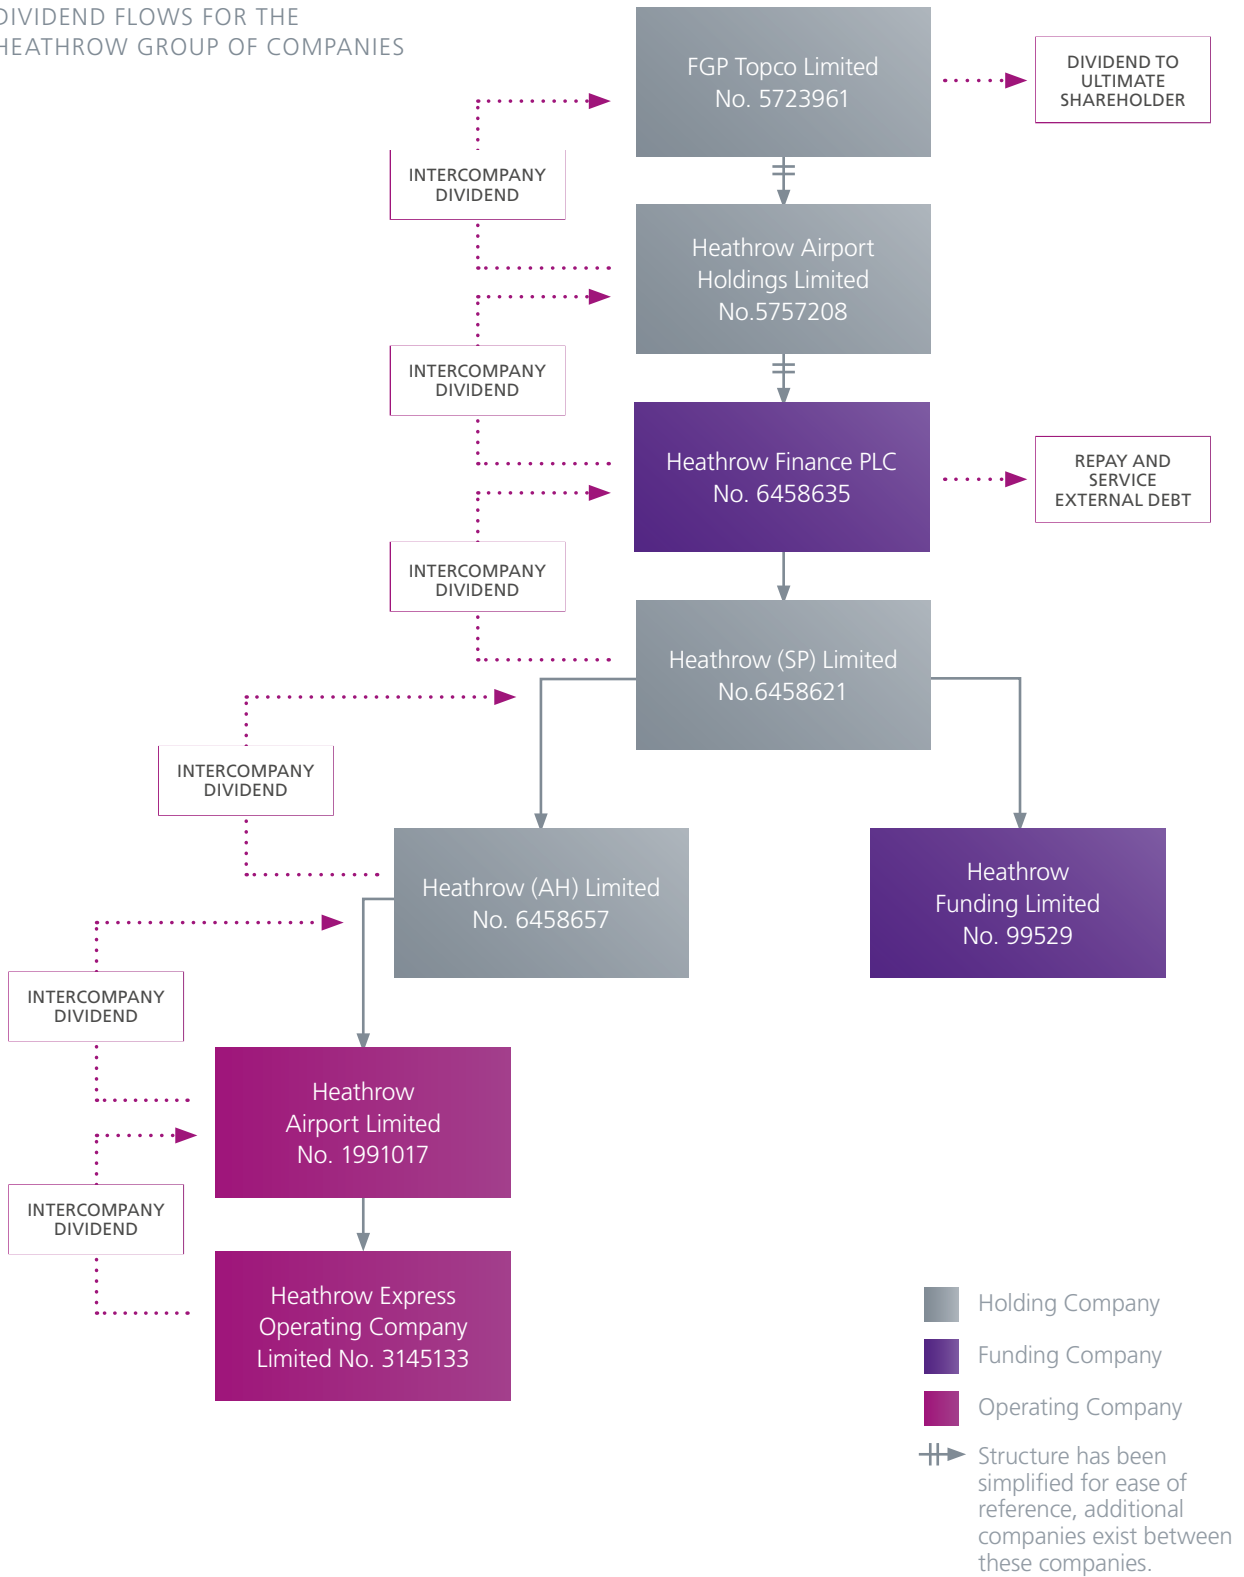 DIVIDEND FLOWS FOR THE
HEATHROW GROUP OF COMPANIES
FGP Topco Limited
No. 5723961
DIVIDEND TO
ULTIMATE
SHAREHOLDER
INTERCOMPANY
DIVIDEND
Heathrow Airport
Holdings Limited
No.5757208
INTERCOMPANY
DIVIDEND
Heathrow Finance PLC
No. 6458635
REPAY AND
SERVICE
EXTERNAL DEBT
INTERCOMPANY
DIVIDEND
Heathrow (SP) Limited
No.6458621
INTERCOMPANY
DIVIDEND
Heathrow (AH) Limited
No. 6458657
Heathrow
Funding Limited
No. 99529
INTERCOMPANY
DIVIDEND
Heathrow
Airport Limited
No. 1991017
INTERCOMPANY
DIVIDEND
Heathrow Express
Operating Company
Limited No. 3145133
Holding Company
Funding Company
Operating Company
Structure has been
simplified for ease of
reference, additional
companies exist between
these companies.